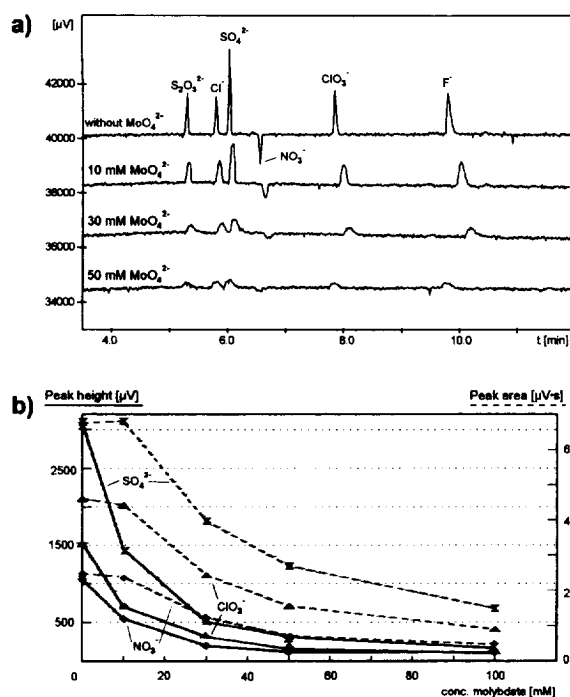 a)
[µV]
SO₄²⁻
S₂O₃²⁻ Cl⁻ ClO₃⁻ F⁻
42000
without MoO₄²⁻
40000
NO₃⁻
10 mM MoO₄²⁻
38000
30 mM MoO₄²⁻
36000
50 mM MoO₄²⁻
34000
4.0 6.0 8.0 10.0 t [min]
b)
Peak height [µV] Peak area [µV·s]
6
2500
SO₄²⁻
4
1500
2
ClO₃⁻
500
NO₃⁻
0
0 20 40 60 80 100
conc. molybdate [mM]